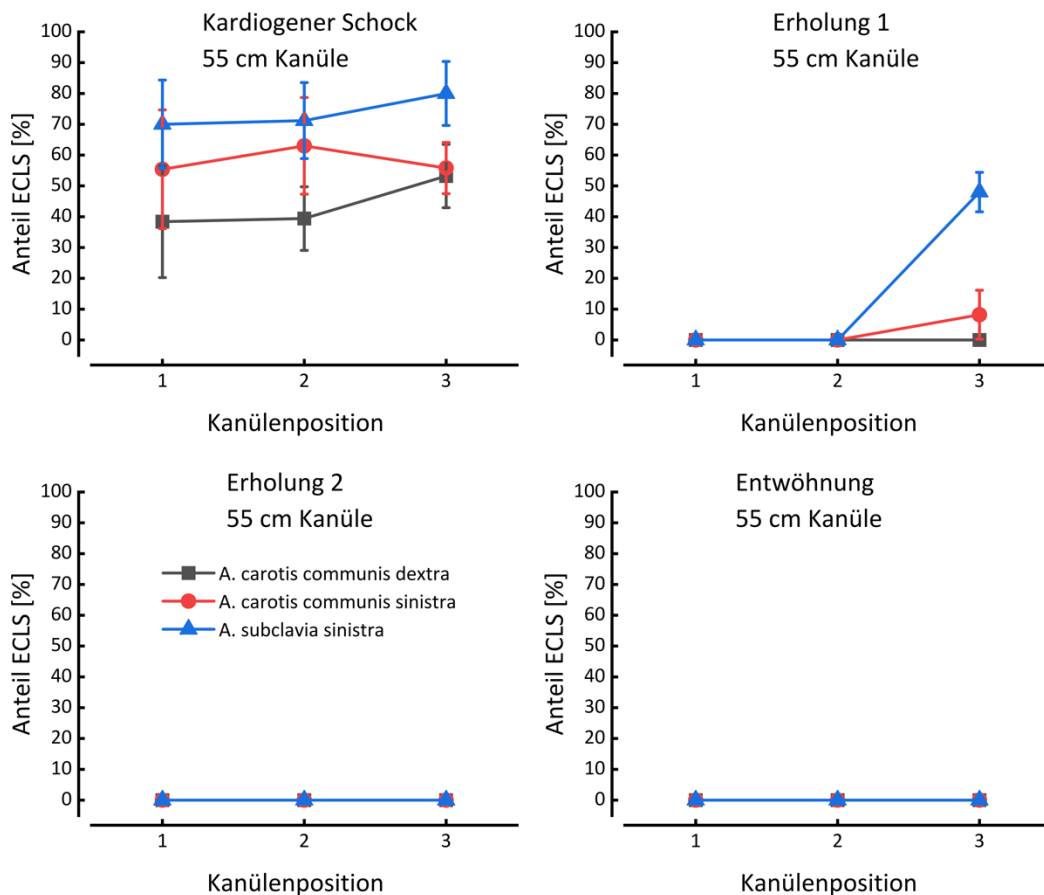 Kardiogener Schock
55 cm Kanüle
Anteil ECLS [%]
100
90
80
70
60
50
40
30
20
10
0
1 2 3
Kanülenposition
Erholung 1
55 cm Kanüle
Anteil ECLS [%]
100
90
80
70
60
50
40
30
20
10
0
1 2 3
Kanülenposition
Erholung 2
55 cm Kanüle
Anteil ECLS [%]
100
90
80
70
60
50
40
30
20
10
0
A. carotis communis dextra
A. carotis communis sinistra
A. subclavia sinistra
1 2 3
Kanülenposition
Entwöhnung
55 cm Kanüle
Anteil ECLS [%]
100
90
80
70
60
50
40
30
20
10
0
1 2 3
Kanülenposition